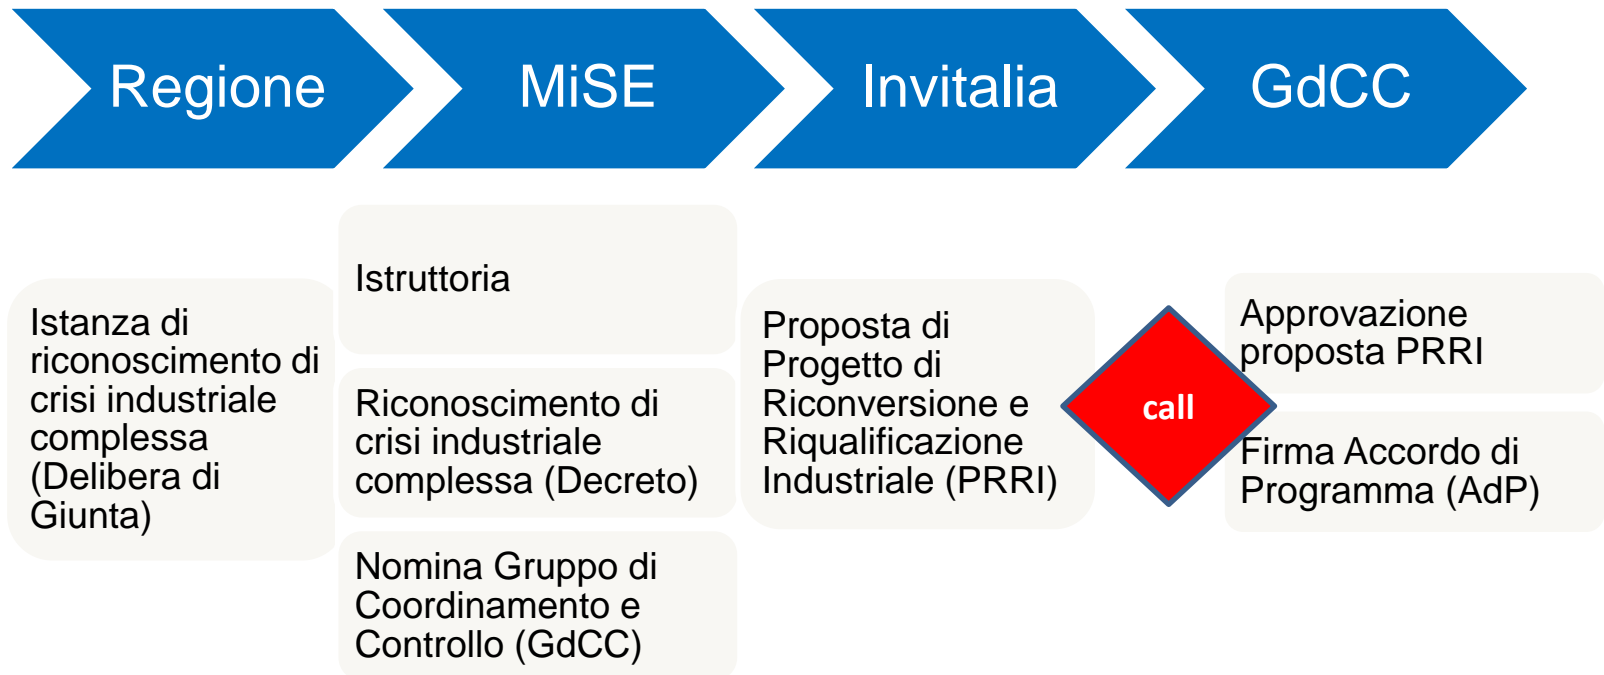 Regione
MiSE
Invitalia
GdCC
Istanza di
riconoscimento di
crisi industriale
complessa
(Delibera di
Giunta)
Istruttoria
Riconoscimento di
crisi industriale
complessa (Decreto)
Nomina Gruppo di
Coordinamento e
Controllo (GdCC)
Proposta di
Progetto di
Riconversione e
Riqualificazione
Industriale (PRRI)
call
Approvazione
proposta PRRI
Firma Accordo di
Programma (AdP)